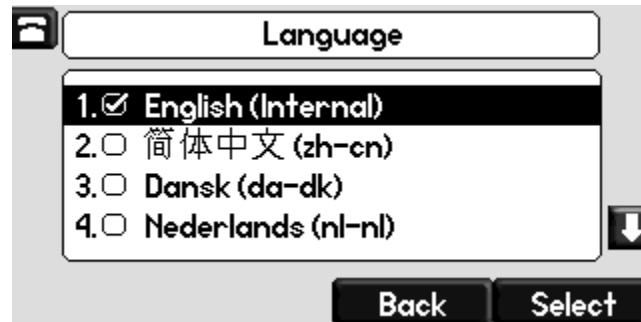 Language
1. English (Internal)
2. 简体中文 (zh-cn)
3. Dansk (da-dk)
4. Nederlands (nl-nl)
Back Select